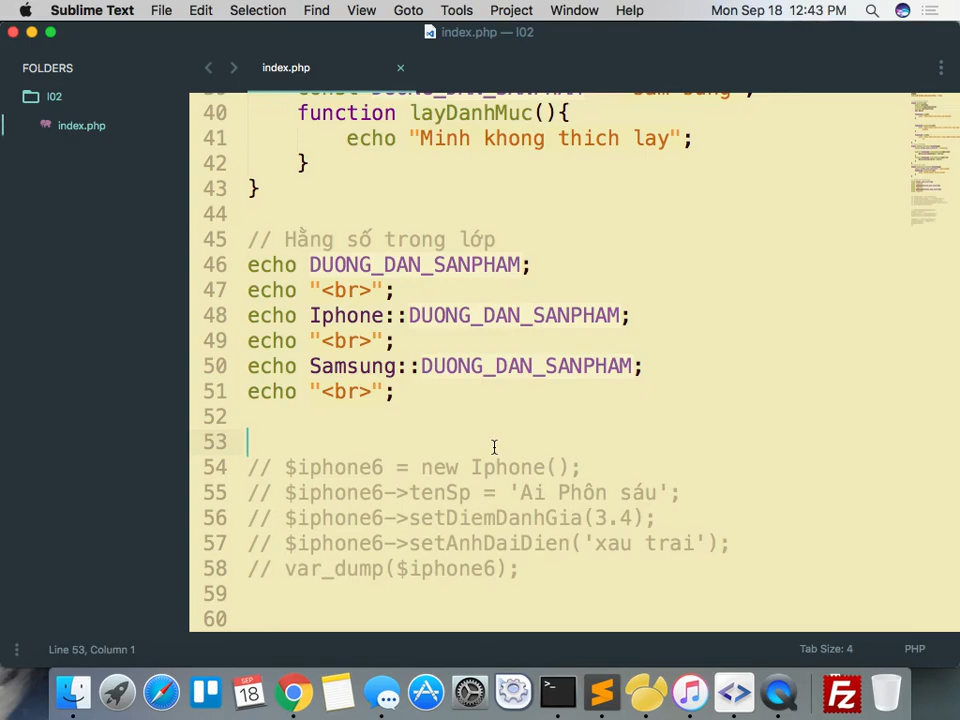 Sublime Text File Edit Selection Find View Goto Tools Project Window Help Mon Sep 18 12:43 PM
index.php — l02
FOLDERS
l02
index.php
index.php
40 function layDanhMuc(){
41 echo "Minh khong thich lay";
42 }
43 }
44
45 // Hằng số trong lớp
46 echo DUONG_DAN_SANPHAM;
47 echo "<br>";
48 echo Iphone::DUONG_DAN_SANPHAM;
49 echo "<br>";
50 echo Samsung::DUONG_DAN_SANPHAM;
51 echo "<br>";
52
53
54 // $iphone6 = new Iphone();
55 // $iphone6->tenSp = 'Ai Phôn sáu';
56 // $iphone6->setDiemDanhGia(3.4);
57 // $iphone6->setAnhDaiDien('xau trai');
58 // var_dump($iphone6);
59
60
Line 53, Column 1 Tab Size: 4 PHP
SEP
18
Fz